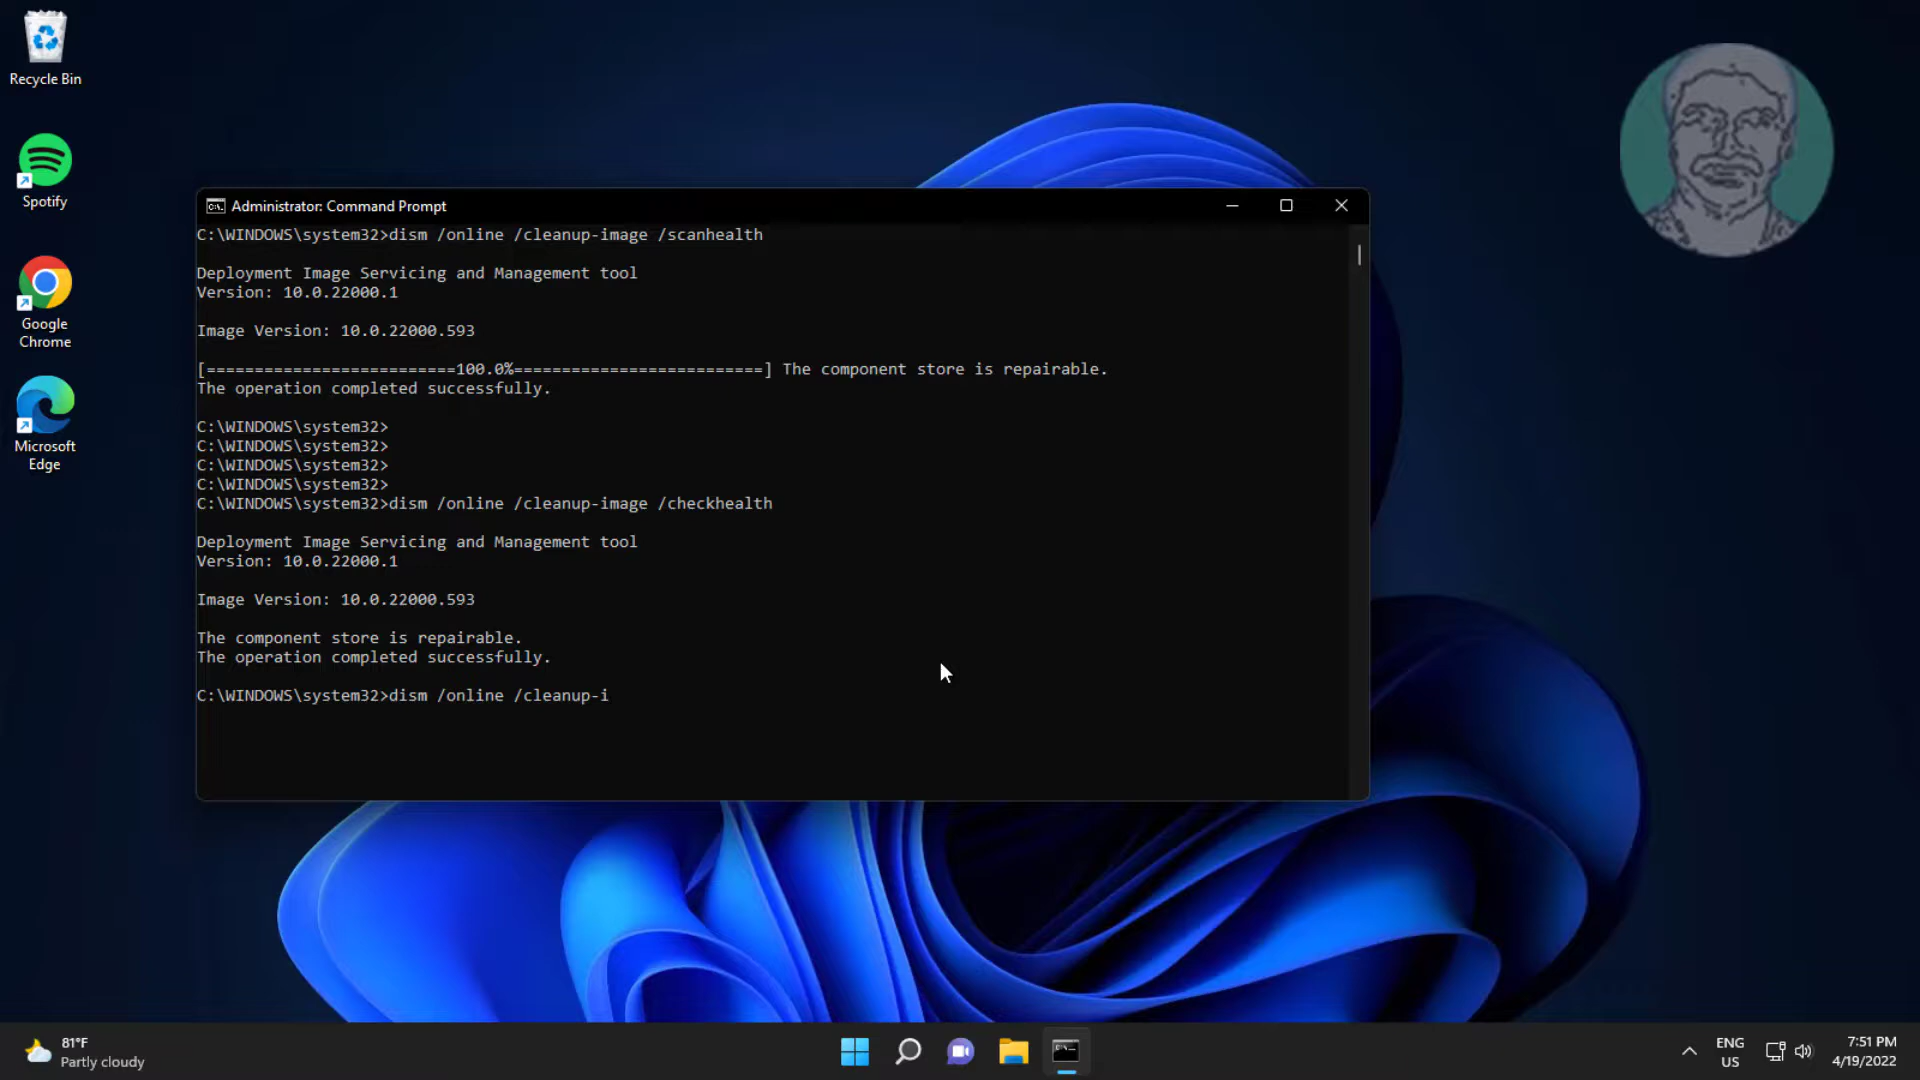 Recycle Bin
Spotify
Google
Chrome
Microsoft
Edge
Administrator: Command Prompt
C:\WINDOWS\system32>dism /online /cleanup-image /scanhealth
Deployment Image Servicing and Management tool
Version: 10.0.22000.1
Image Version: 10.0.22000.593
[==========================100.0%==========================] The component store is repairable.
The operation completed successfully.
C:\WINDOWS\system32>
C:\WINDOWS\system32>
C:\WINDOWS\system32>
C:\WINDOWS\system32>
C:\WINDOWS\system32>dism /online /cleanup-image /checkhealth
Deployment Image Servicing and Management tool
Version: 10.0.22000.1
Image Version: 10.0.22000.593
The component store is repairable.
The operation completed successfully.
C:\WINDOWS\system32>dism /online /cleanup-i
81°F
Partly cloudy
ENG
US
7:51 PM
4/19/2022